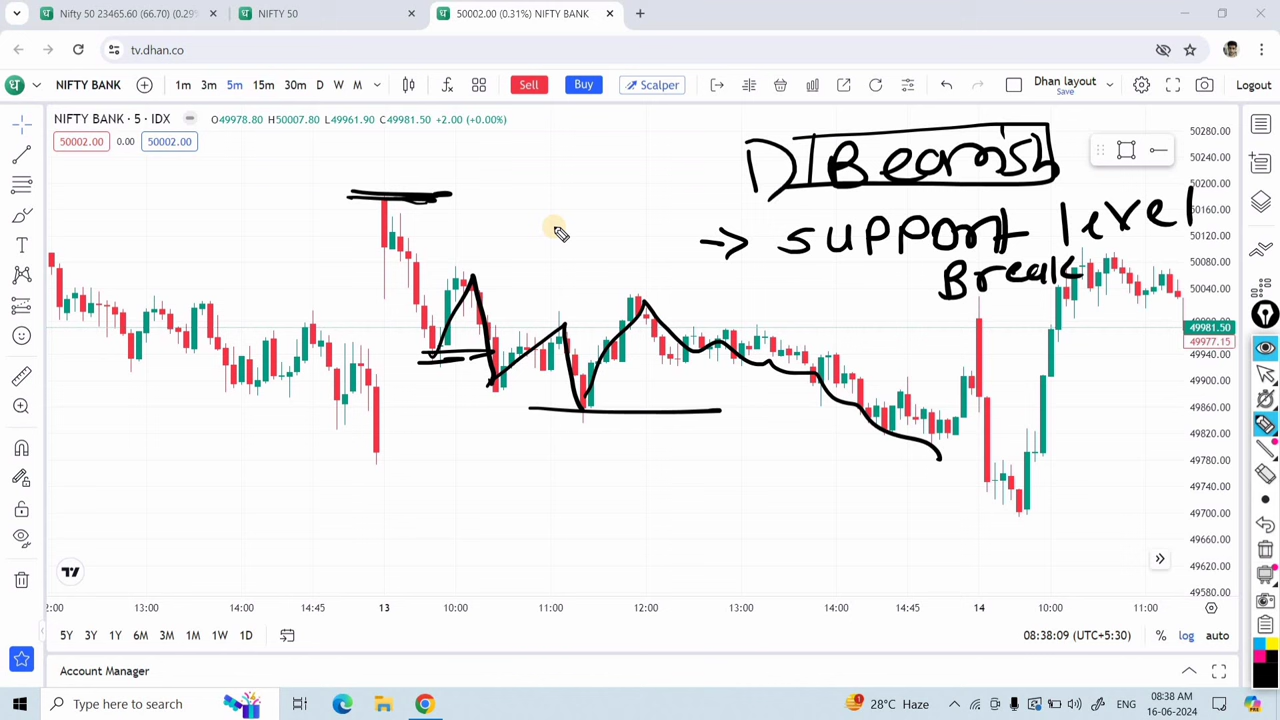 Nifty 50 23465.60 (66.70) (0.29%
NIFTY 50
50002.00 (0.31%) NIFTY BANK
tv.dhan.co
NIFTY BANK 1m 3m 5m 15m 30m D W M Sell Buy Scalper Dhan Logout
Save
NIFTY BANK · 5 · IDX O49978.80 H50007.80 L49961.90 C49981.50 +2.00 (+0.00%)
50002.00 0.00 50002.00
Bearish
→ support level
Break
50280.00
50240.00
50200.00
50160.00
50120.00
50080.00
50040.00
49981.50
49977.15
49940.00
49900.00
49860.00
49820.00
49780.00
49740.00
49700.00
49660.00
49620.00
49580.00
13:00 14:00 14:45 13 10:00 11:00 12:00 13:00 14:00 14:45 14 10:00 11:00
5Y 3Y 1Y 6M 3M 1M 1W 1D 08:38:09 (UTC+5:30) % log auto
Account Manager
Type here to search 28°C Haze ENG 08:38 AM
16-06-2024